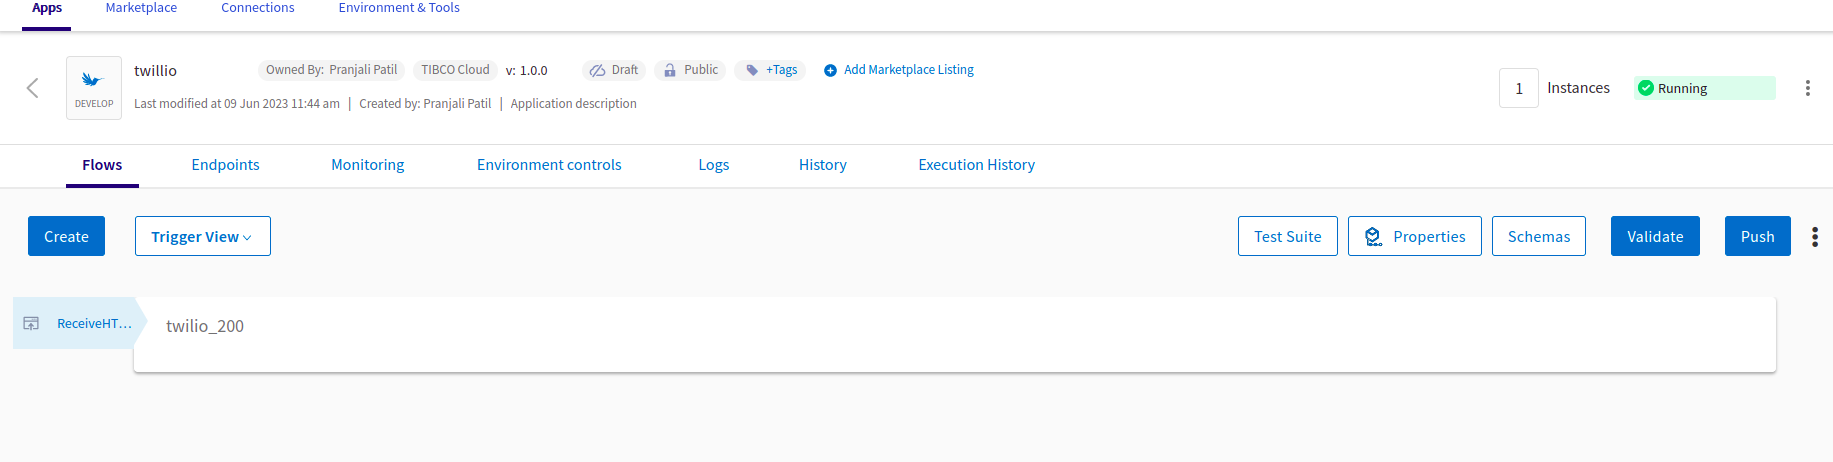 Apps Marketplace Connections Environment & Tools
twillio Owned By: Pranjali Patil TIBCO Cloud v: 1.0.0 Draft Public +Tags Add Marketplace Listing
DEVELOP Last modified at 09 Jun 2023 11:44 am | Created by: Pranjali Patil | Application description
1 Instances Running
Flows Endpoints Monitoring Environment controls Logs History Execution History
Create Trigger View Test Suite Properties Schemas Validate Push
ReceiveHT... twilio_200